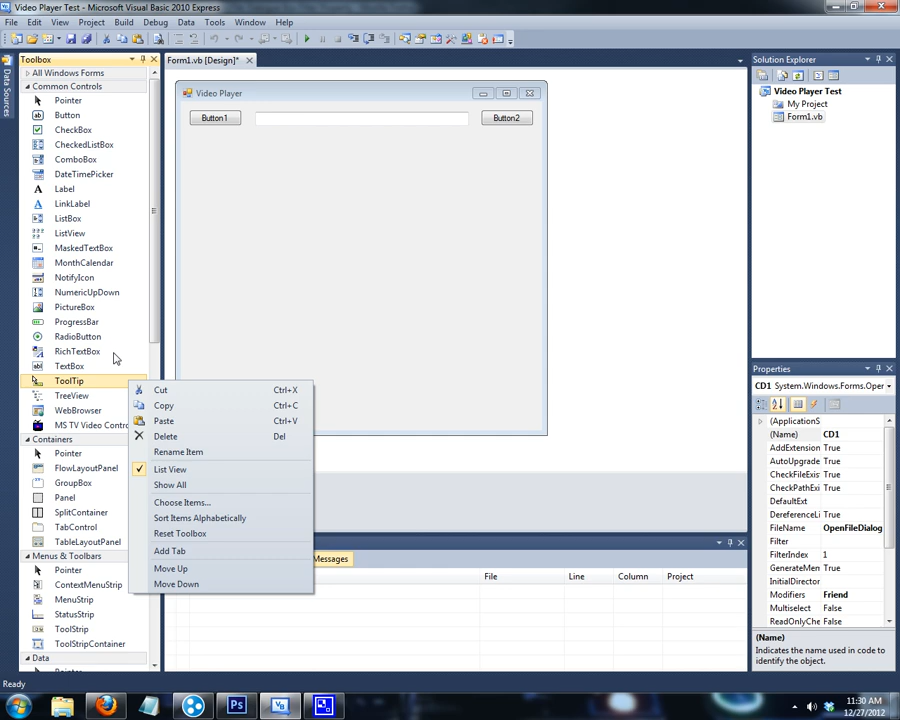 Video Player Test - Microsoft Visual Basic 2010 Express
File Edit View Project Build Debug Data Tools Window Help
Toolbox
Data Sources
All Windows Forms
Common Controls
Pointer
Button
CheckBox
CheckedListBox
ComboBox
DateTimePicker
Label
LinkLabel
ListBox
ListView
MaskedTextBox
MonthCalendar
NotifyIcon
NumericUpDown
PictureBox
ProgressBar
RadioButton
RichTextBox
TextBox
ToolTip
TreeView
WebBrowser
MS TV Video Contro
Containers
Pointer
FlowLayoutPanel
GroupBox
Panel
SplitContainer
TabControl
TableLayoutPanel
Menus & Toolbars
Pointer
ContextMenuStrip
MenuStrip
StatusStrip
ToolStrip
ToolStripContainer
Data
Form1.vb [Design]*
Video Player
Button1
Button2
Cut Ctrl+X
Copy Ctrl+C
Paste Ctrl+V
Delete Del
Rename Item
List View
Show All
Choose Items...
Sort Items Alphabetically
Reset Toolbox
Add Tab
Move Up
Move Down
Messages
File Line Column Project
Solution Explorer
Video Player Test
My Project
Form1.vb
Properties
CD1 System.Windows.Forms.Oper
(ApplicationS
(Name) CD1
AddExtension True
AutoUpgrade True
CheckFileExis True
CheckPathExi True
DefaultExt
DereferenceLi True
FileName OpenFileDialog
Filter
FilterIndex 1
GenerateMen True
InitialDirector
Modifiers Friend
Multiselect False
ReadOnlyChe False
(Name)
Indicates the name used in code to
identify the object.
Ready
Ps
11:30 AM
12/27/2012